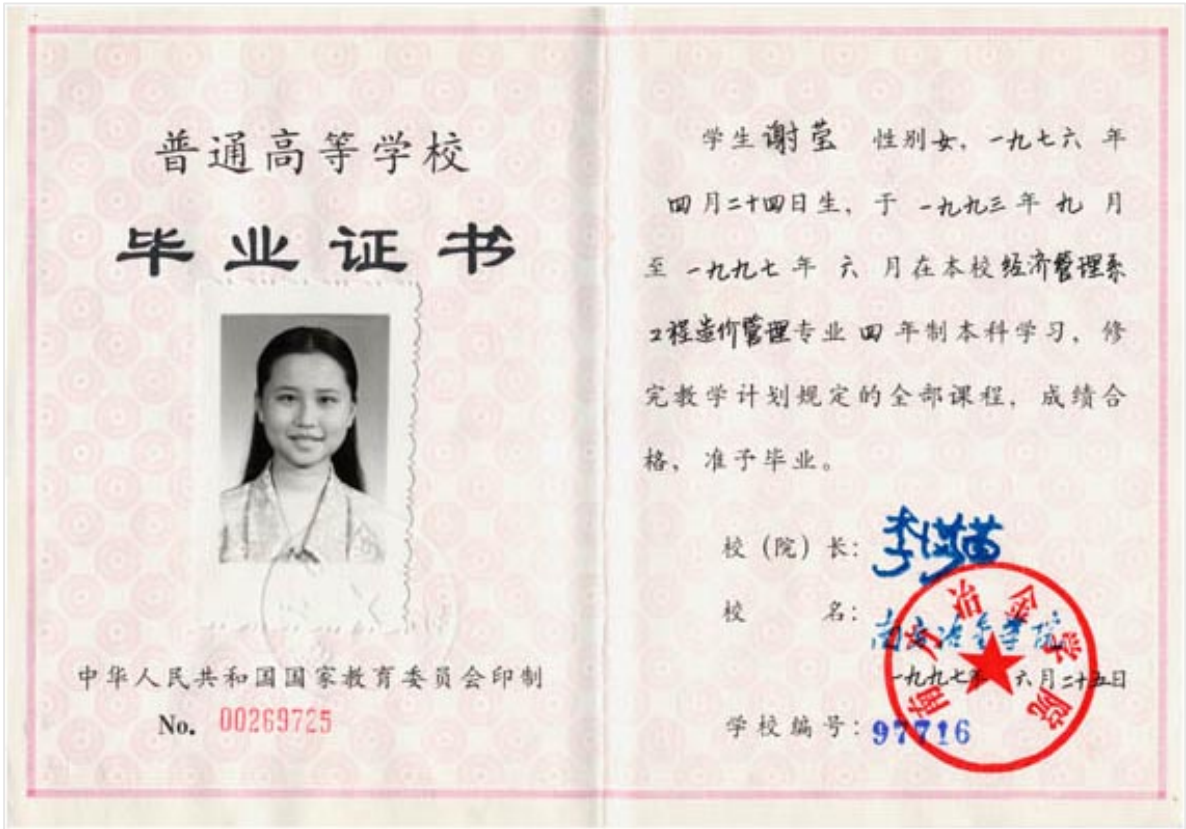 普通高等学校
毕业证书
中华人民共和国国家教育委员会印制
No. 00269725
学生谢莹 性别女，一九七六年
四月二十四日生，于一九九三年九月
至一九九七年六月在本校经济管理系
工程造价管理专业四年制本科学习，修
完教学计划规定的全部课程，成绩合
格，准予毕业。
校（院）长：
校名：南方冶金学院
南方冶金学院
一九九七年六月二十五日
学校编号：97716